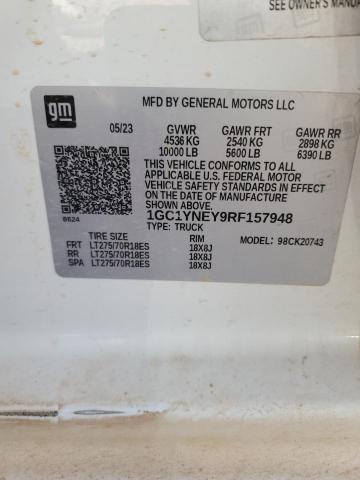 SEE OWNER'S MANUA
gm
MFD BY GENERAL MOTORS LLC
05/23 GVWR GAWR FRT GAWR RR
4536 KG 2540 KG 2898 KG
10000 LB 5600 LB 6390 LB
THIS VEHICLE CONFORMS TO ALL
APPLICABLE U.S. FEDERAL MOTOR
VEHICLE SAFETY STANDARDS IN EFFECT ON
THE DATE OF MANUFACTURE SHOWN ABOVE.
8624 1GC1YNEY9RF157948
TYPE: TRUCK
TIRE SIZE RIM MODEL: 98CK20743
FRT LT275/70R18ES 18X8J
RR LT275/70R18ES 18X8J
SPA LT275/70R18ES 18X8J